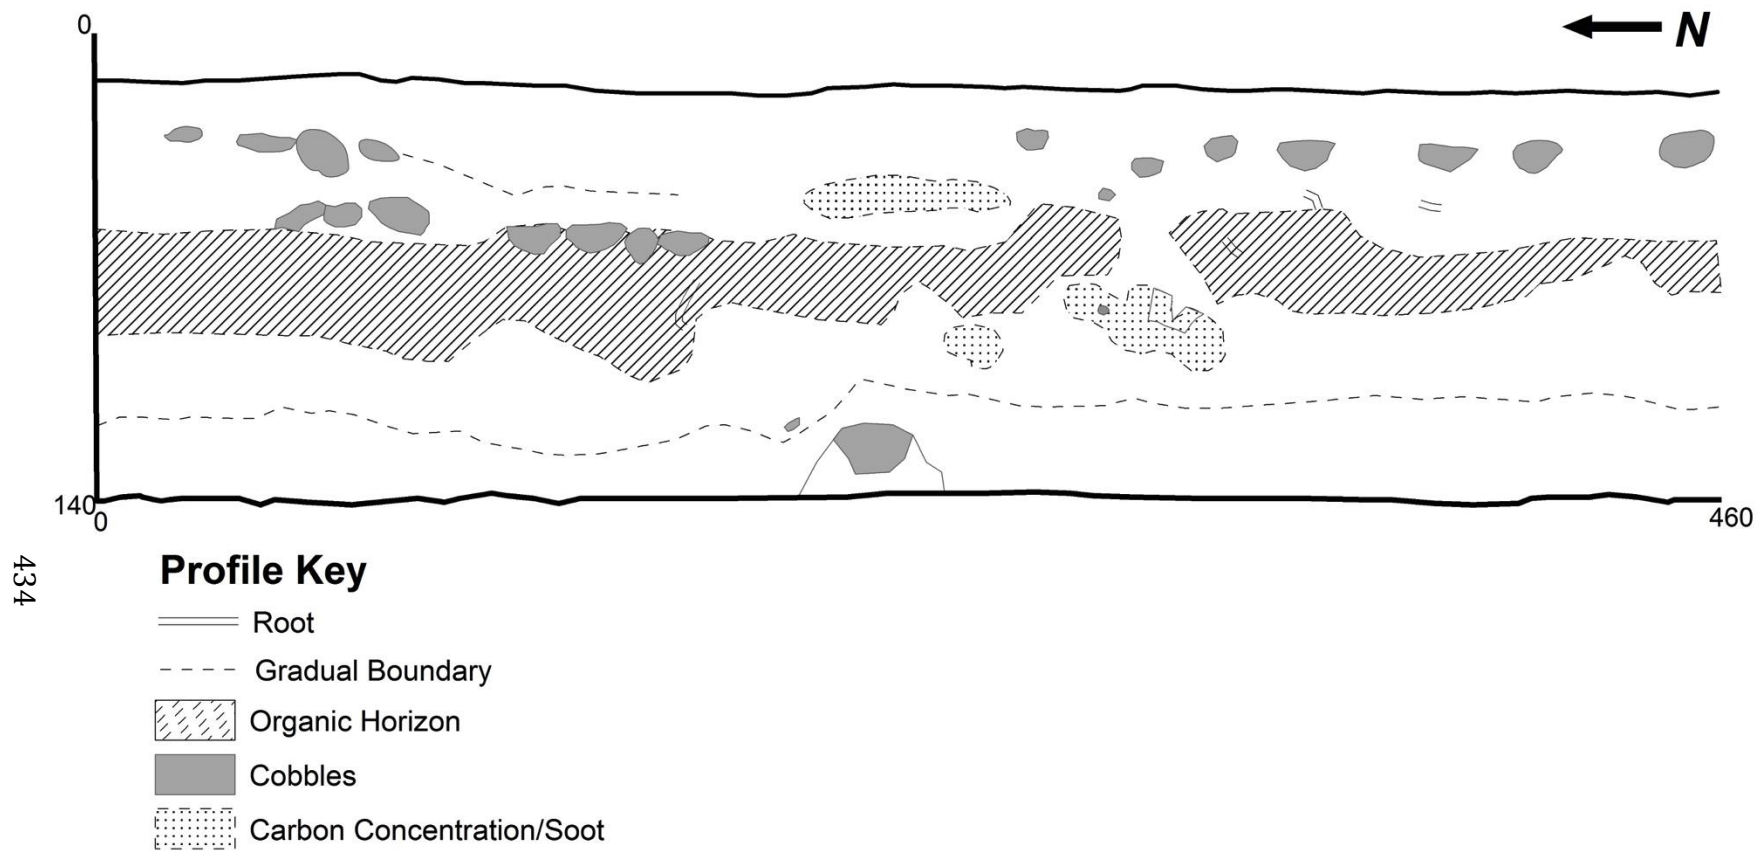 0
N
140
0
460
434
Profile Key
Root
Gradual Boundary
Organic Horizon
Cobbles
Carbon Concentration/Soot